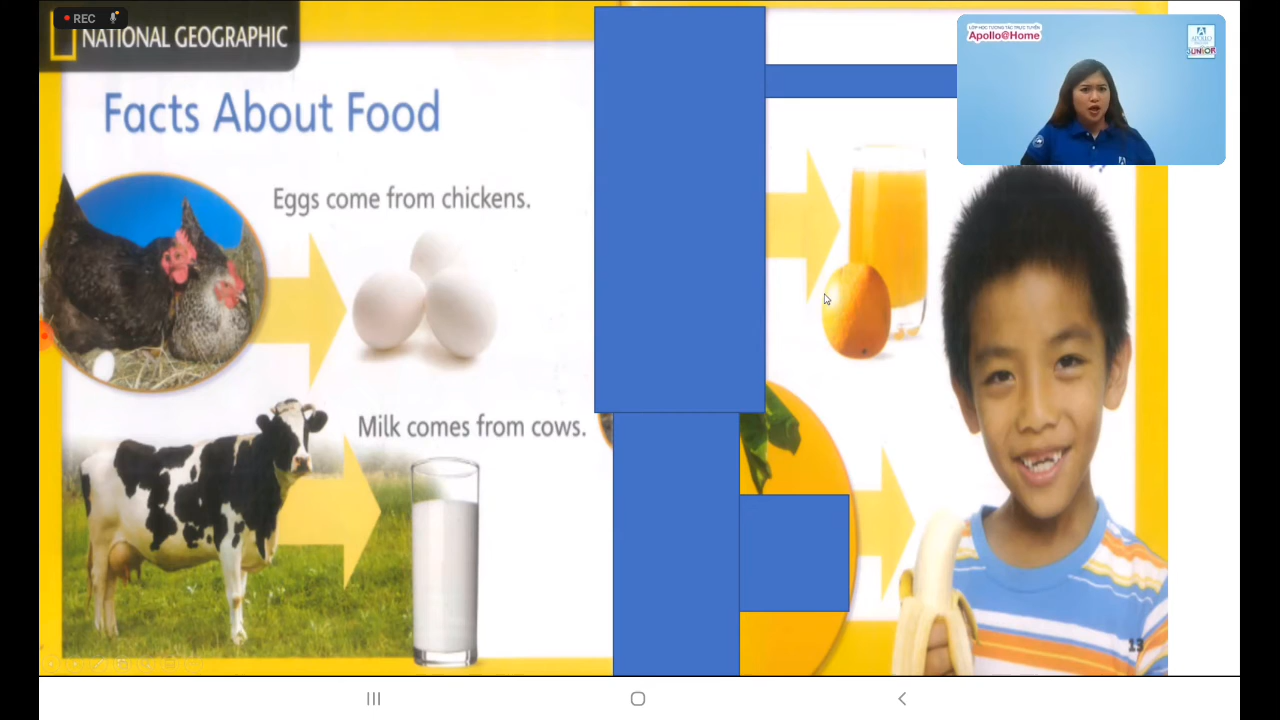 REC
NATIONAL GEOGRAPHIC
Facts About Food
Eggs come from chickens.
Milk comes from cows.
LỚP HỌC TƯƠNG TÁC TRỰC TUYẾN
Apollo@Home
APOLLO
JUNIOR
13